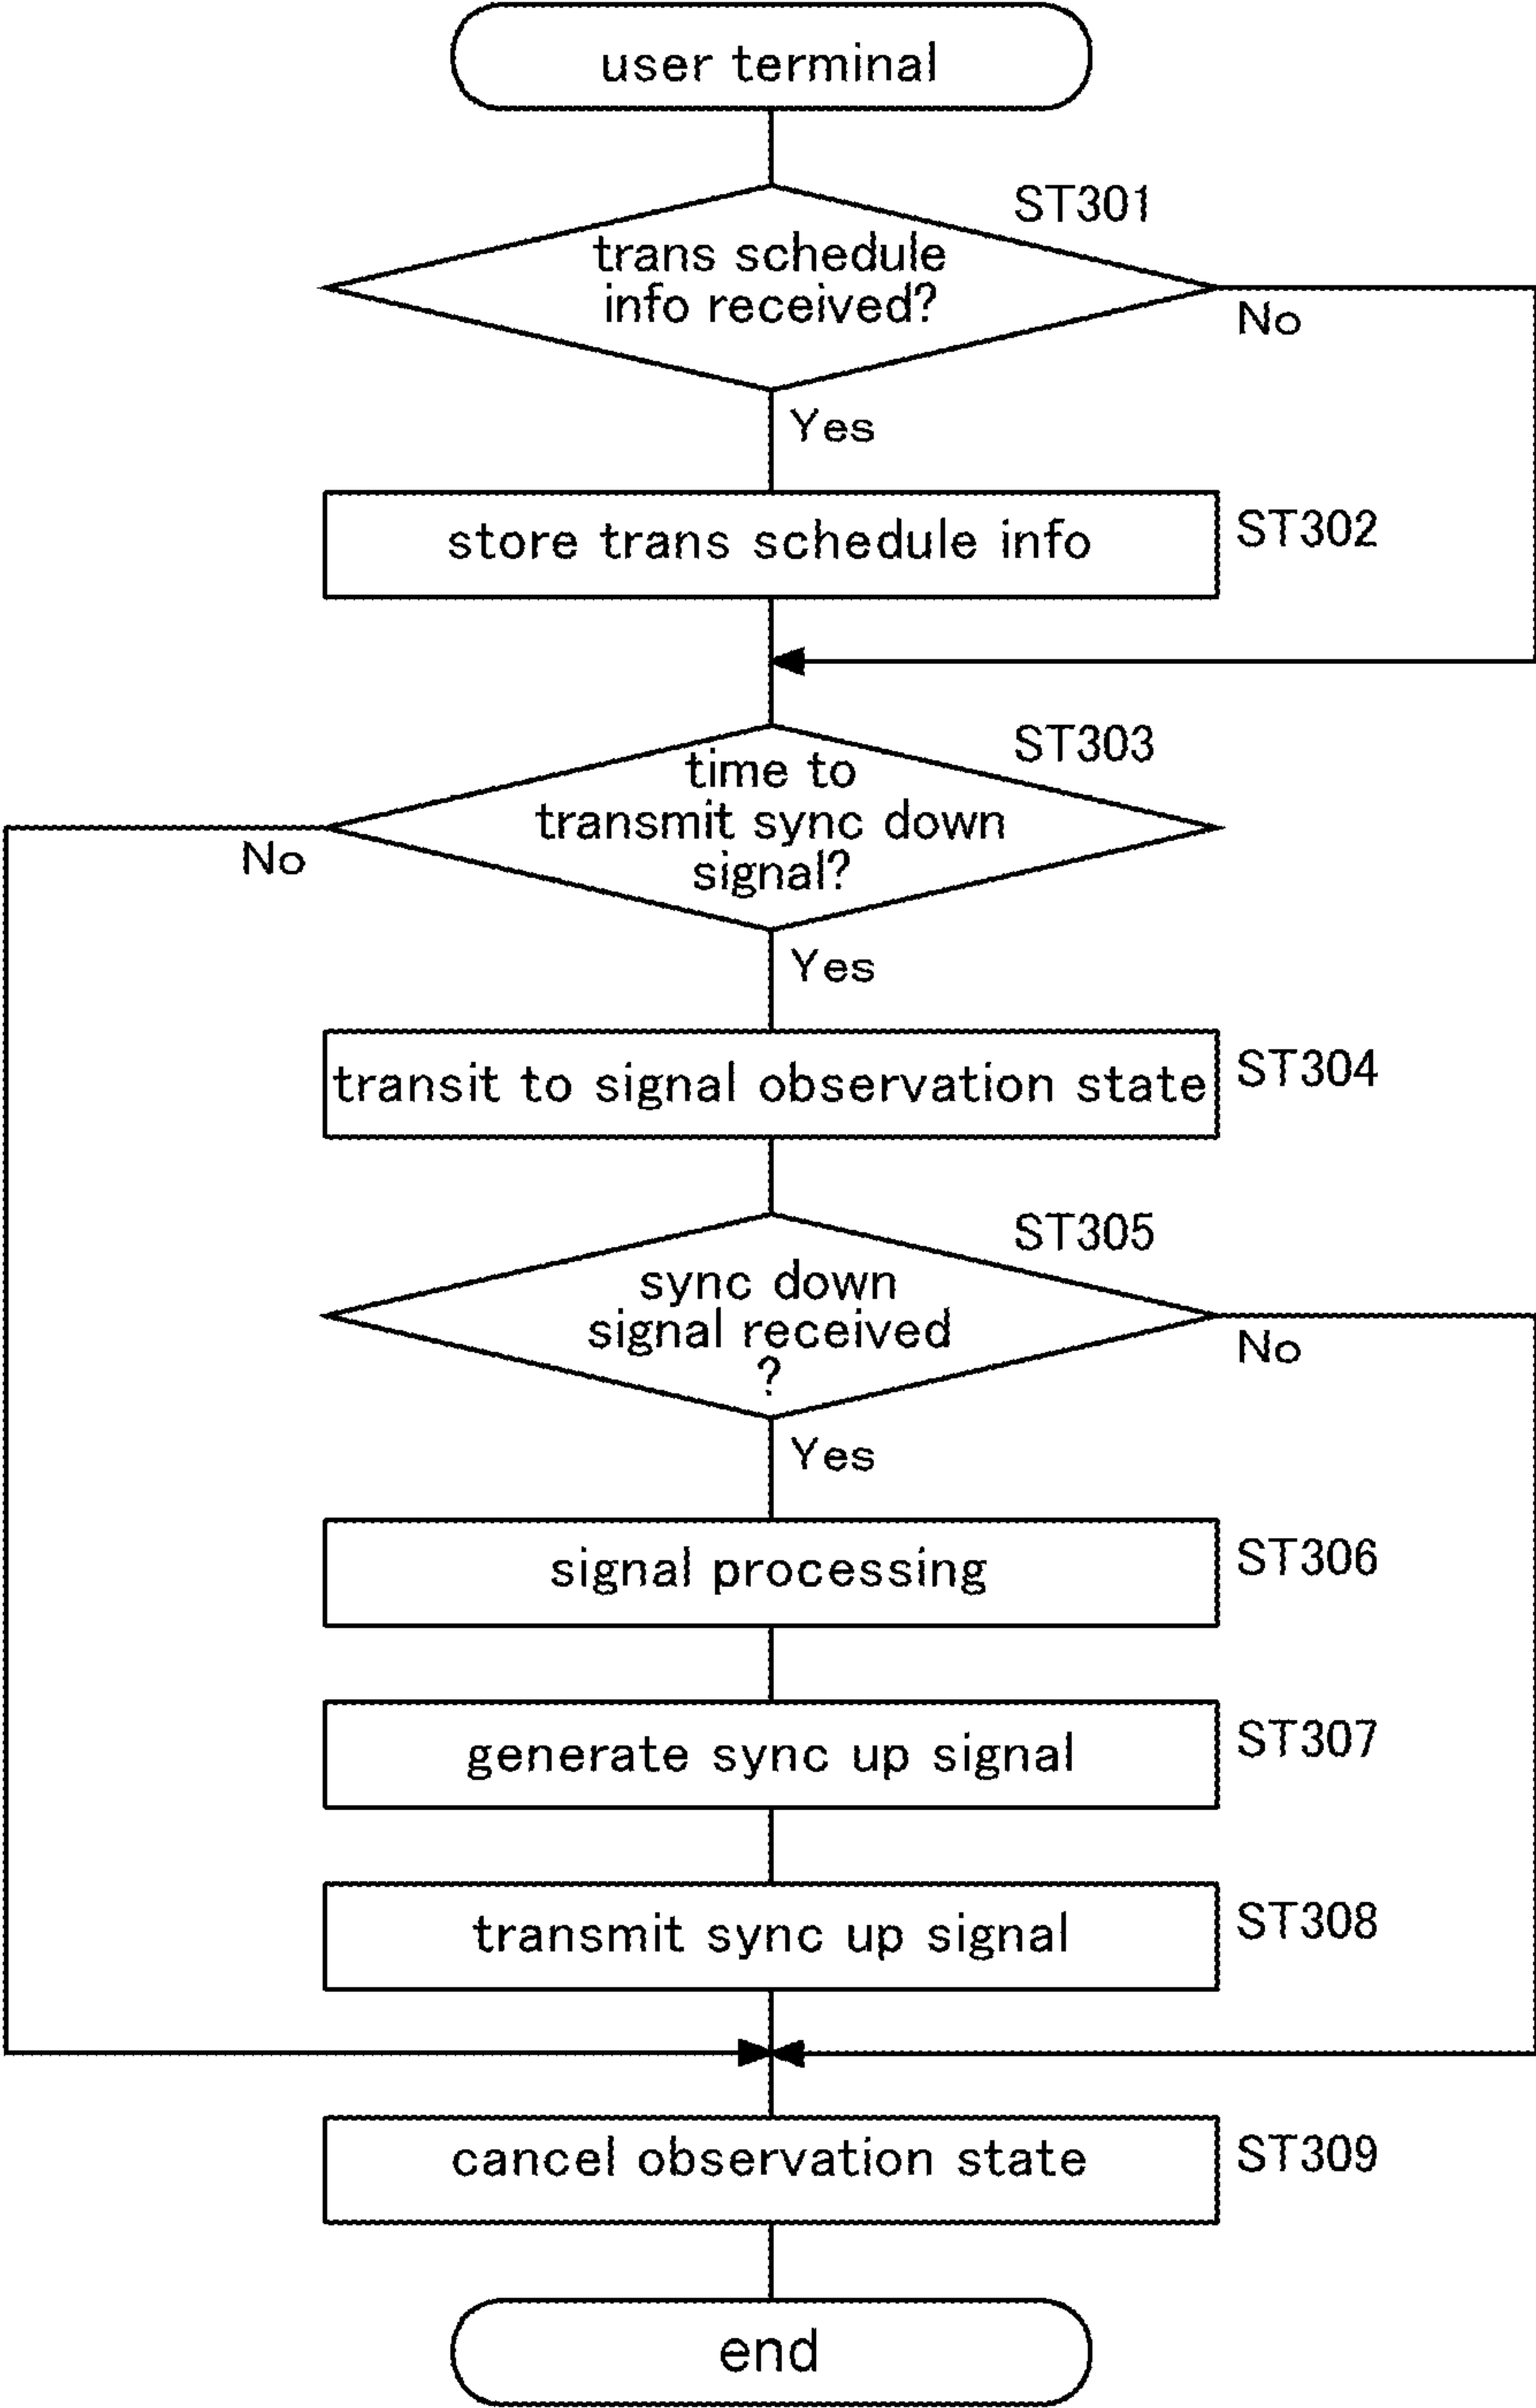 user terminal
ST301
trans schedule
info received?
No
Yes
store trans schedule info
ST302
ST303
time to
transmit sync down
signal?
No
Yes
transit to signal observation state
ST304
ST305
sync down
signal received
?
No
Yes
signal processing
ST306
generate sync up signal
ST307
transmit sync up signal
ST308
cancel observation state
ST309
end